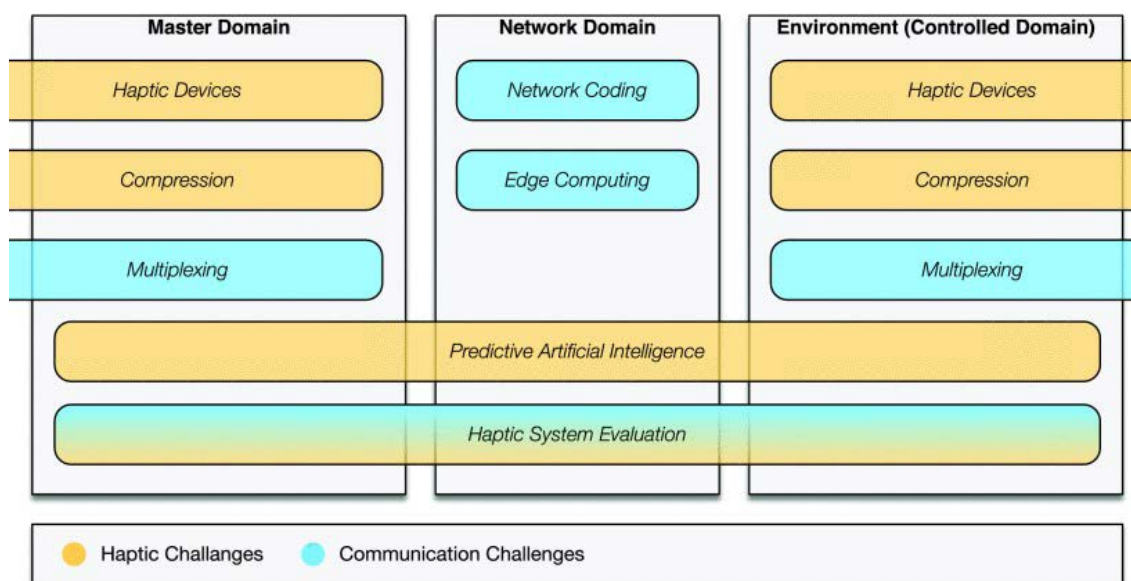 Master Domain
Network Domain
Environment (Controlled Domain)
Haptic Devices
Network Coding
Haptic Devices
Compression
Edge Computing
Compression
Multiplexing
Multiplexing
Predictive Artificial Intelligence
Haptic System Evaluation
Haptic Challanges
Communication Challenges